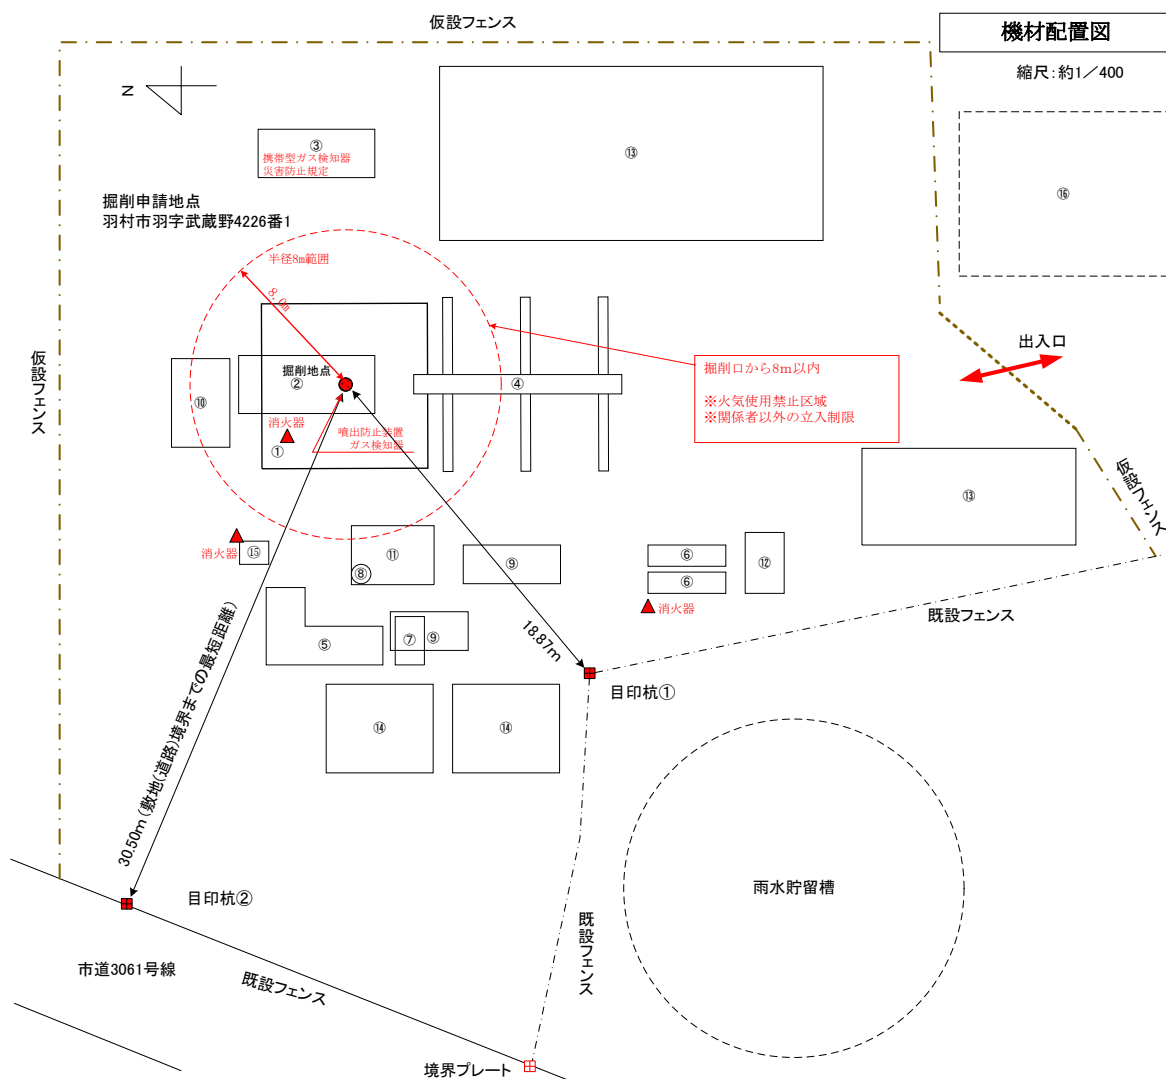 仮設フェンス
機材配置図
縮尺:約1/400
N
③
携帯型ガス検知器
災害防止規定
⑬
⑯
掘削申請地点
羽村市羽字武蔵野4226番1
半径8m範囲
8.0m
仮設フェンス
出入口
掘削地点
②
④
⑩
掘削口から8m以内
※火気使用禁止区域
※関係者以外の立入制限
消火器
①
噴出防止装置
ガス検知器
仮設フェンス
⑬
消火器
⑮
⑪
⑧
⑨
⑥
⑥
⑫
消火器
既設フェンス
⑤
⑦
⑨
18.87m
30.50m(敷地(道路)境界までの最短距離)
目印杭①
⑭
⑭
目印杭②
雨水貯留槽
既設フェンス
市道3061号線
既設フェンス
境界プレート